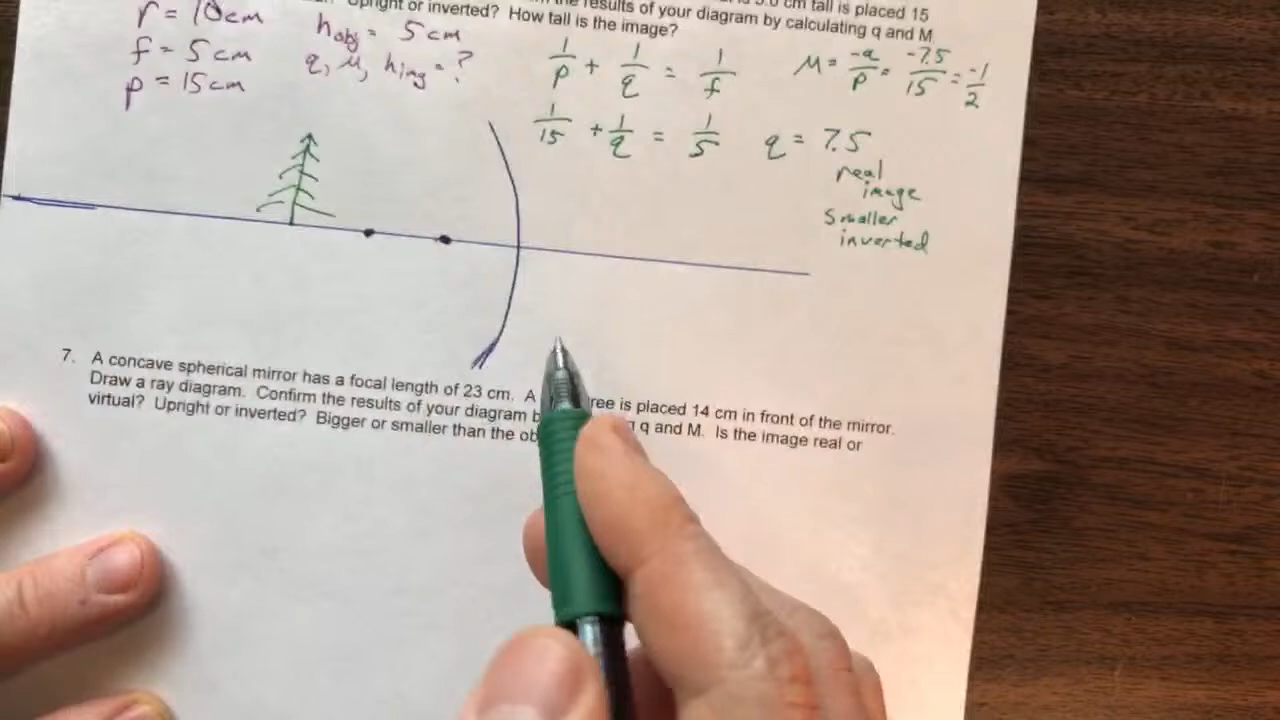 results of your diagram by calculating q and M
Upright or inverted? How tall is the image?
r = 10cm
f = 5cm
p = 15cm
hobj = 5cm
q, M, himg = ?
1/p + 1/q = 1/f
1/15 + 1/q = 1/5
q = 7.5
M = -q/p = -7.5/15 = -1/2
real
image
smaller
inverted
7. A concave spherical mirror has a focal length of 23 cm. A ree is placed 14 cm in front of the mirror.
Draw a ray diagram. Confirm the results of your diagram b q and M. Is the image real or
virtual? Upright or inverted? Bigger or smaller than the ob